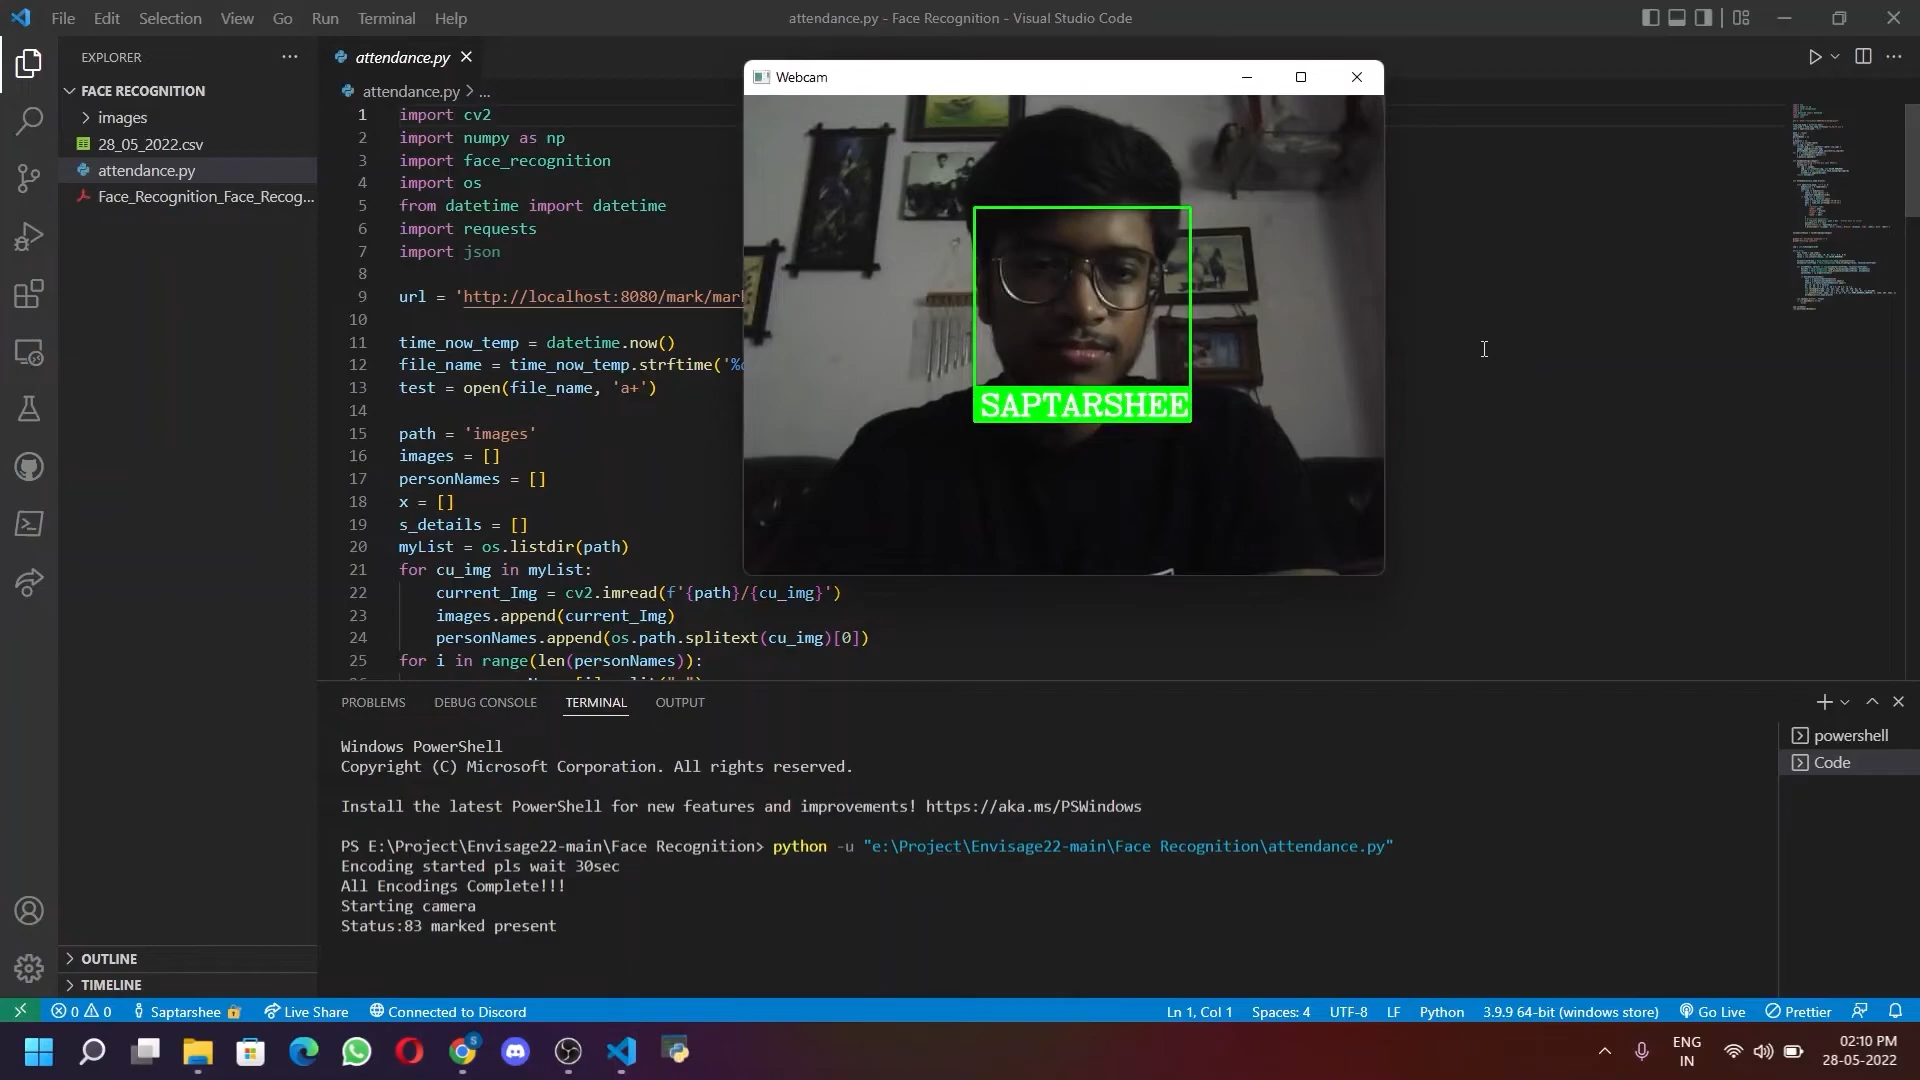 File Edit Selection View Go Run Terminal Help
attendance.py - Face Recognition - Visual Studio Code
EXPLORER
FACE RECOGNITION
images
28_05_2022.csv
attendance.py
Face_Recognition_Face_Recog...
OUTLINE
TIMELINE
attendance.py
attendance.py > ...
1 import cv2
2 import numpy as np
3 import face_recognition
4 import os
5 from datetime import datetime
6 import requests
7 import json
8
9 url = 'http://localhost:8080/mark/mar
10
11 time_now_temp = datetime.now()
12 file_name = time_now_temp.strftime('%
13 test = open(file_name, 'a+')
14
15 path = 'images'
16 images = []
17 personNames = []
18 x = []
19 s_details = []
20 myList = os.listdir(path)
21 for cu_img in myList:
22 current_Img = cv2.imread(f'{path}/{cu_img}')
23 images.append(current_Img)
24 personNames.append(os.path.splitext(cu_img)[0])
25 for i in range(len(personNames)):
Webcam
SAPTARSHEE
PROBLEMS DEBUG CONSOLE TERMINAL OUTPUT
Windows PowerShell
Copyright (C) Microsoft Corporation. All rights reserved.
Install the latest PowerShell for new features and improvements! https://aka.ms/PSWindows
PS E:\Project\Envisage22-main\Face Recognition> python -u "e:\Project\Envisage22-main\Face Recognition\attendance.py"
Encoding started pls wait 30sec
All Encodings Complete!!!
Starting camera
Status:83 marked present
powershell
Code
0 0 Saptarshee Live Share Connected to Discord
Ln 1, Col 1 Spaces: 4 UTF-8 LF Python 3.9.9 64-bit (windows store) Go Live Prettier
ENG
IN
02:10 PM
28-05-2022